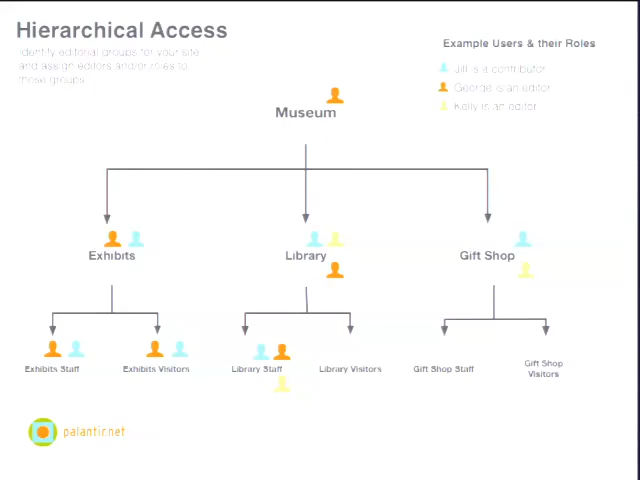 Hierarchical Access
Identify editorial groups for your site
and assign editors and/or roles to
those groups
Example Users & their Roles
Jill is a contributor
George is an editor
Kelly is an editor
Museum
Exhibits
Library
Gift Shop
Exhibits Staff
Exhibits Visitors
Library Staff
Library Visitors
Gift Shop Staff
Gift Shop
Visitors
palantir.net